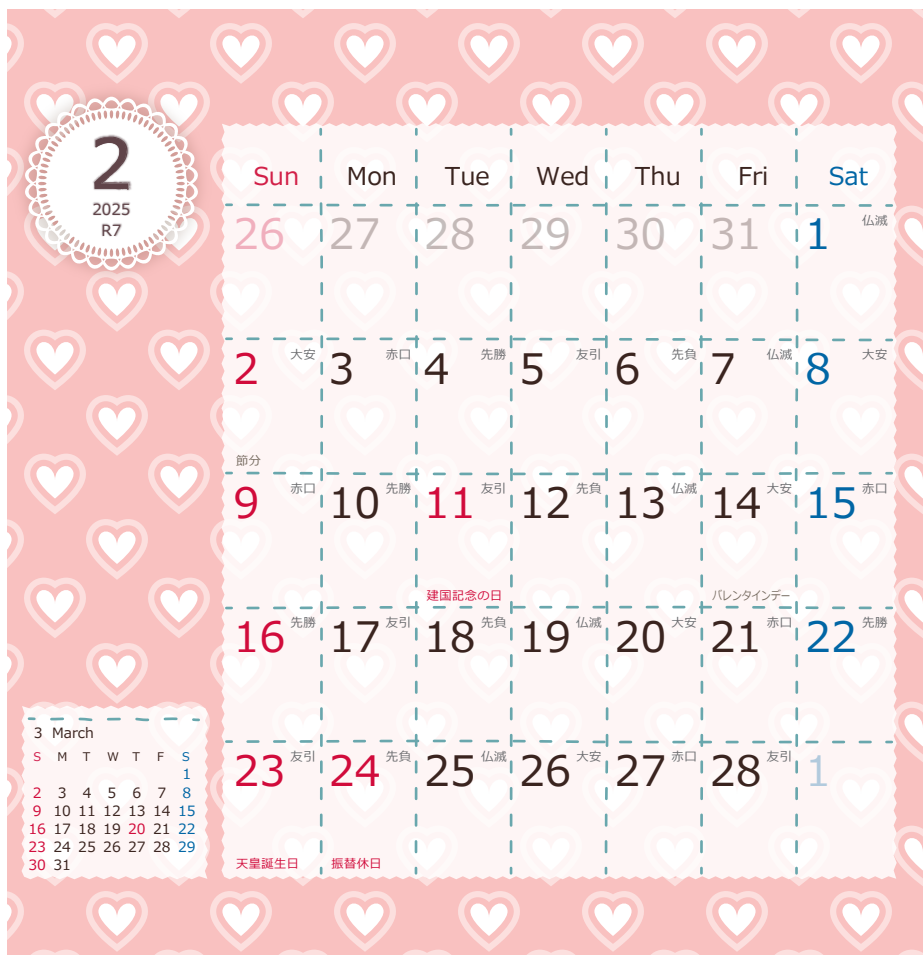 2
2025
R7
Sun Mon Tue Wed Thu Fri Sat
26 27 28 29 30 31 1 仏滅
2 大安 3 赤口 4 先勝 5 友引 6 先負 7 仏滅 8 大安
節分
9 赤口 10 先勝 11 友引 12 先負 13 仏滅 14 大安 15 赤口
建国記念の日 バレンタインデー
16 先勝 17 友引 18 先負 19 仏滅 20 大安 21 赤口 22 先勝
23 友引 24 先負 25 仏滅 26 大安 27 赤口 28 友引 1
天皇誕生日 振替休日
3 March
S M T W T F S
1
2 3 4 5 6 7 8
9 10 11 12 13 14 15
16 17 18 19 20 21 22
23 24 25 26 27 28 29
30 31